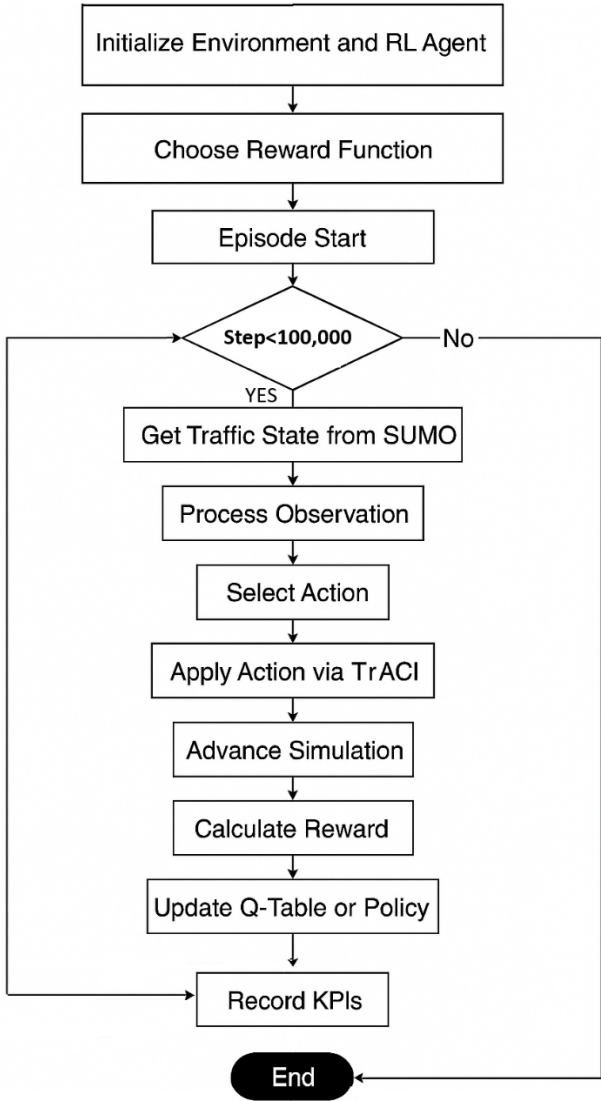 Initialize Environment and RL Agent
Choose Reward Function
Episode Start
Step<100,000
No
YES
Get Traffic State from SUMO
Process Observation
Select Action
Apply Action via TrACI
Advance Simulation
Calculate Reward
Update Q-Table or Policy
Record KPIs
End